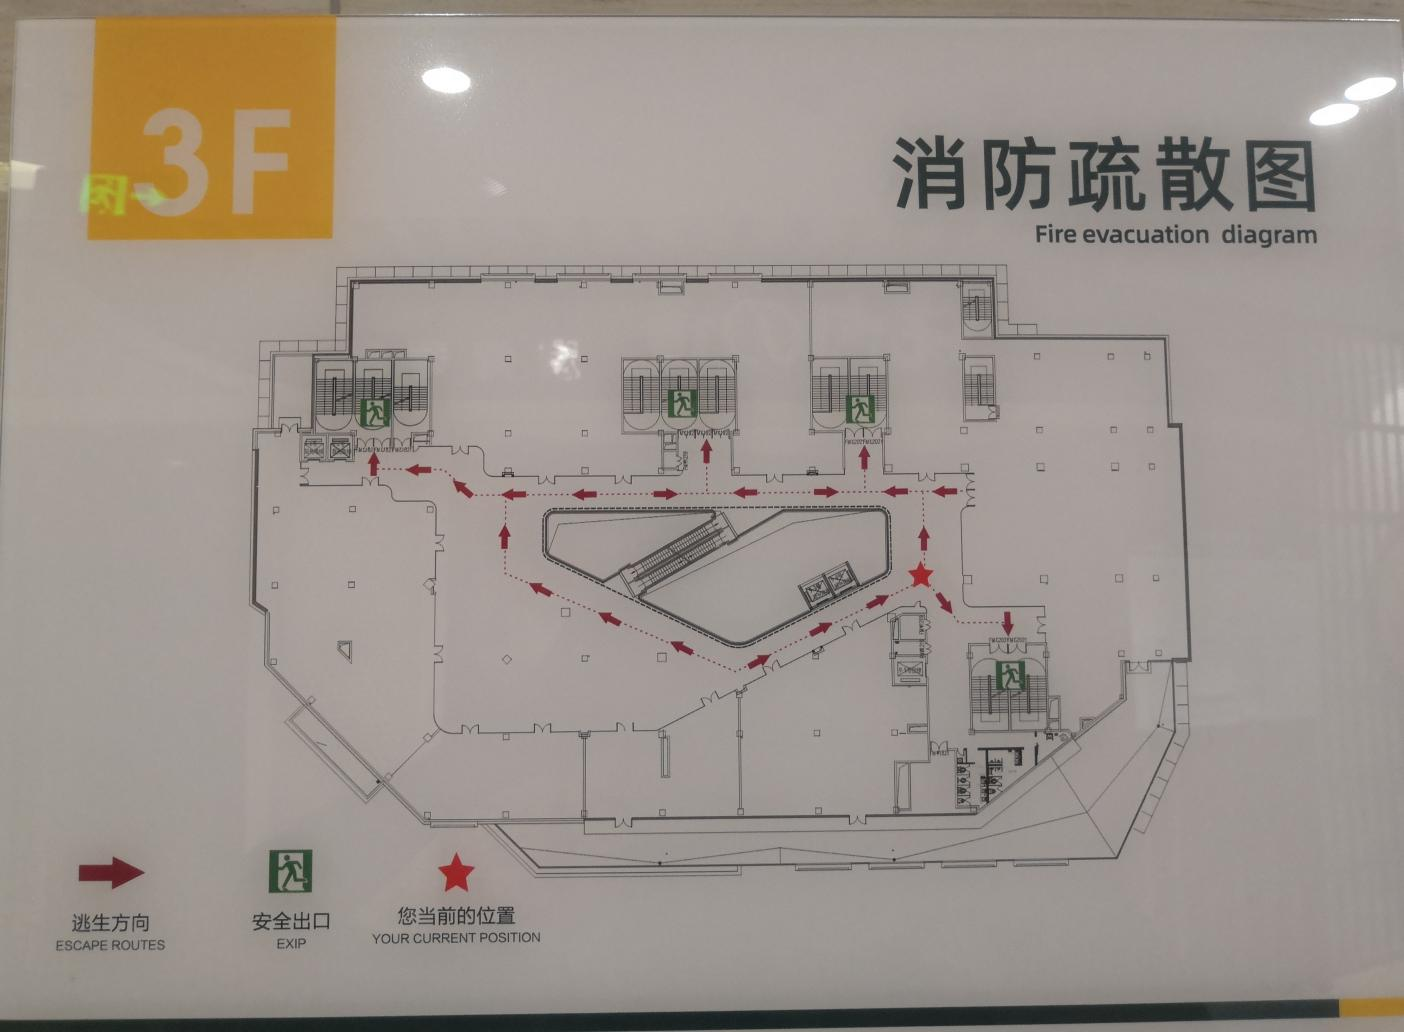 3F
消防疏散图
Fire evacuation diagram
逃生方向
ESCAPE ROUTES
安全出口
EXIP
您当前的位置
YOUR CURRENT POSITION